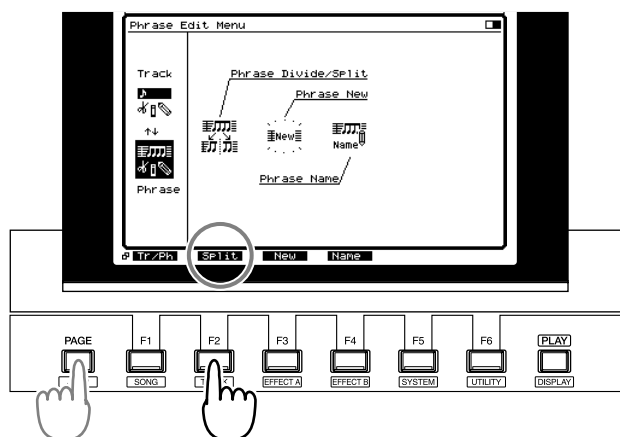 Phrase Edit Menu
Track
Phrase Divide/Split
Phrase New
New
Name
Phrase
Phrase Name
Tr/Ph Split New Name
PAGE F1 F2 F3 F4 F5 F6 PLAY
SONG EFFECT A EFFECT B SYSTEM UTILITY DISPLAY